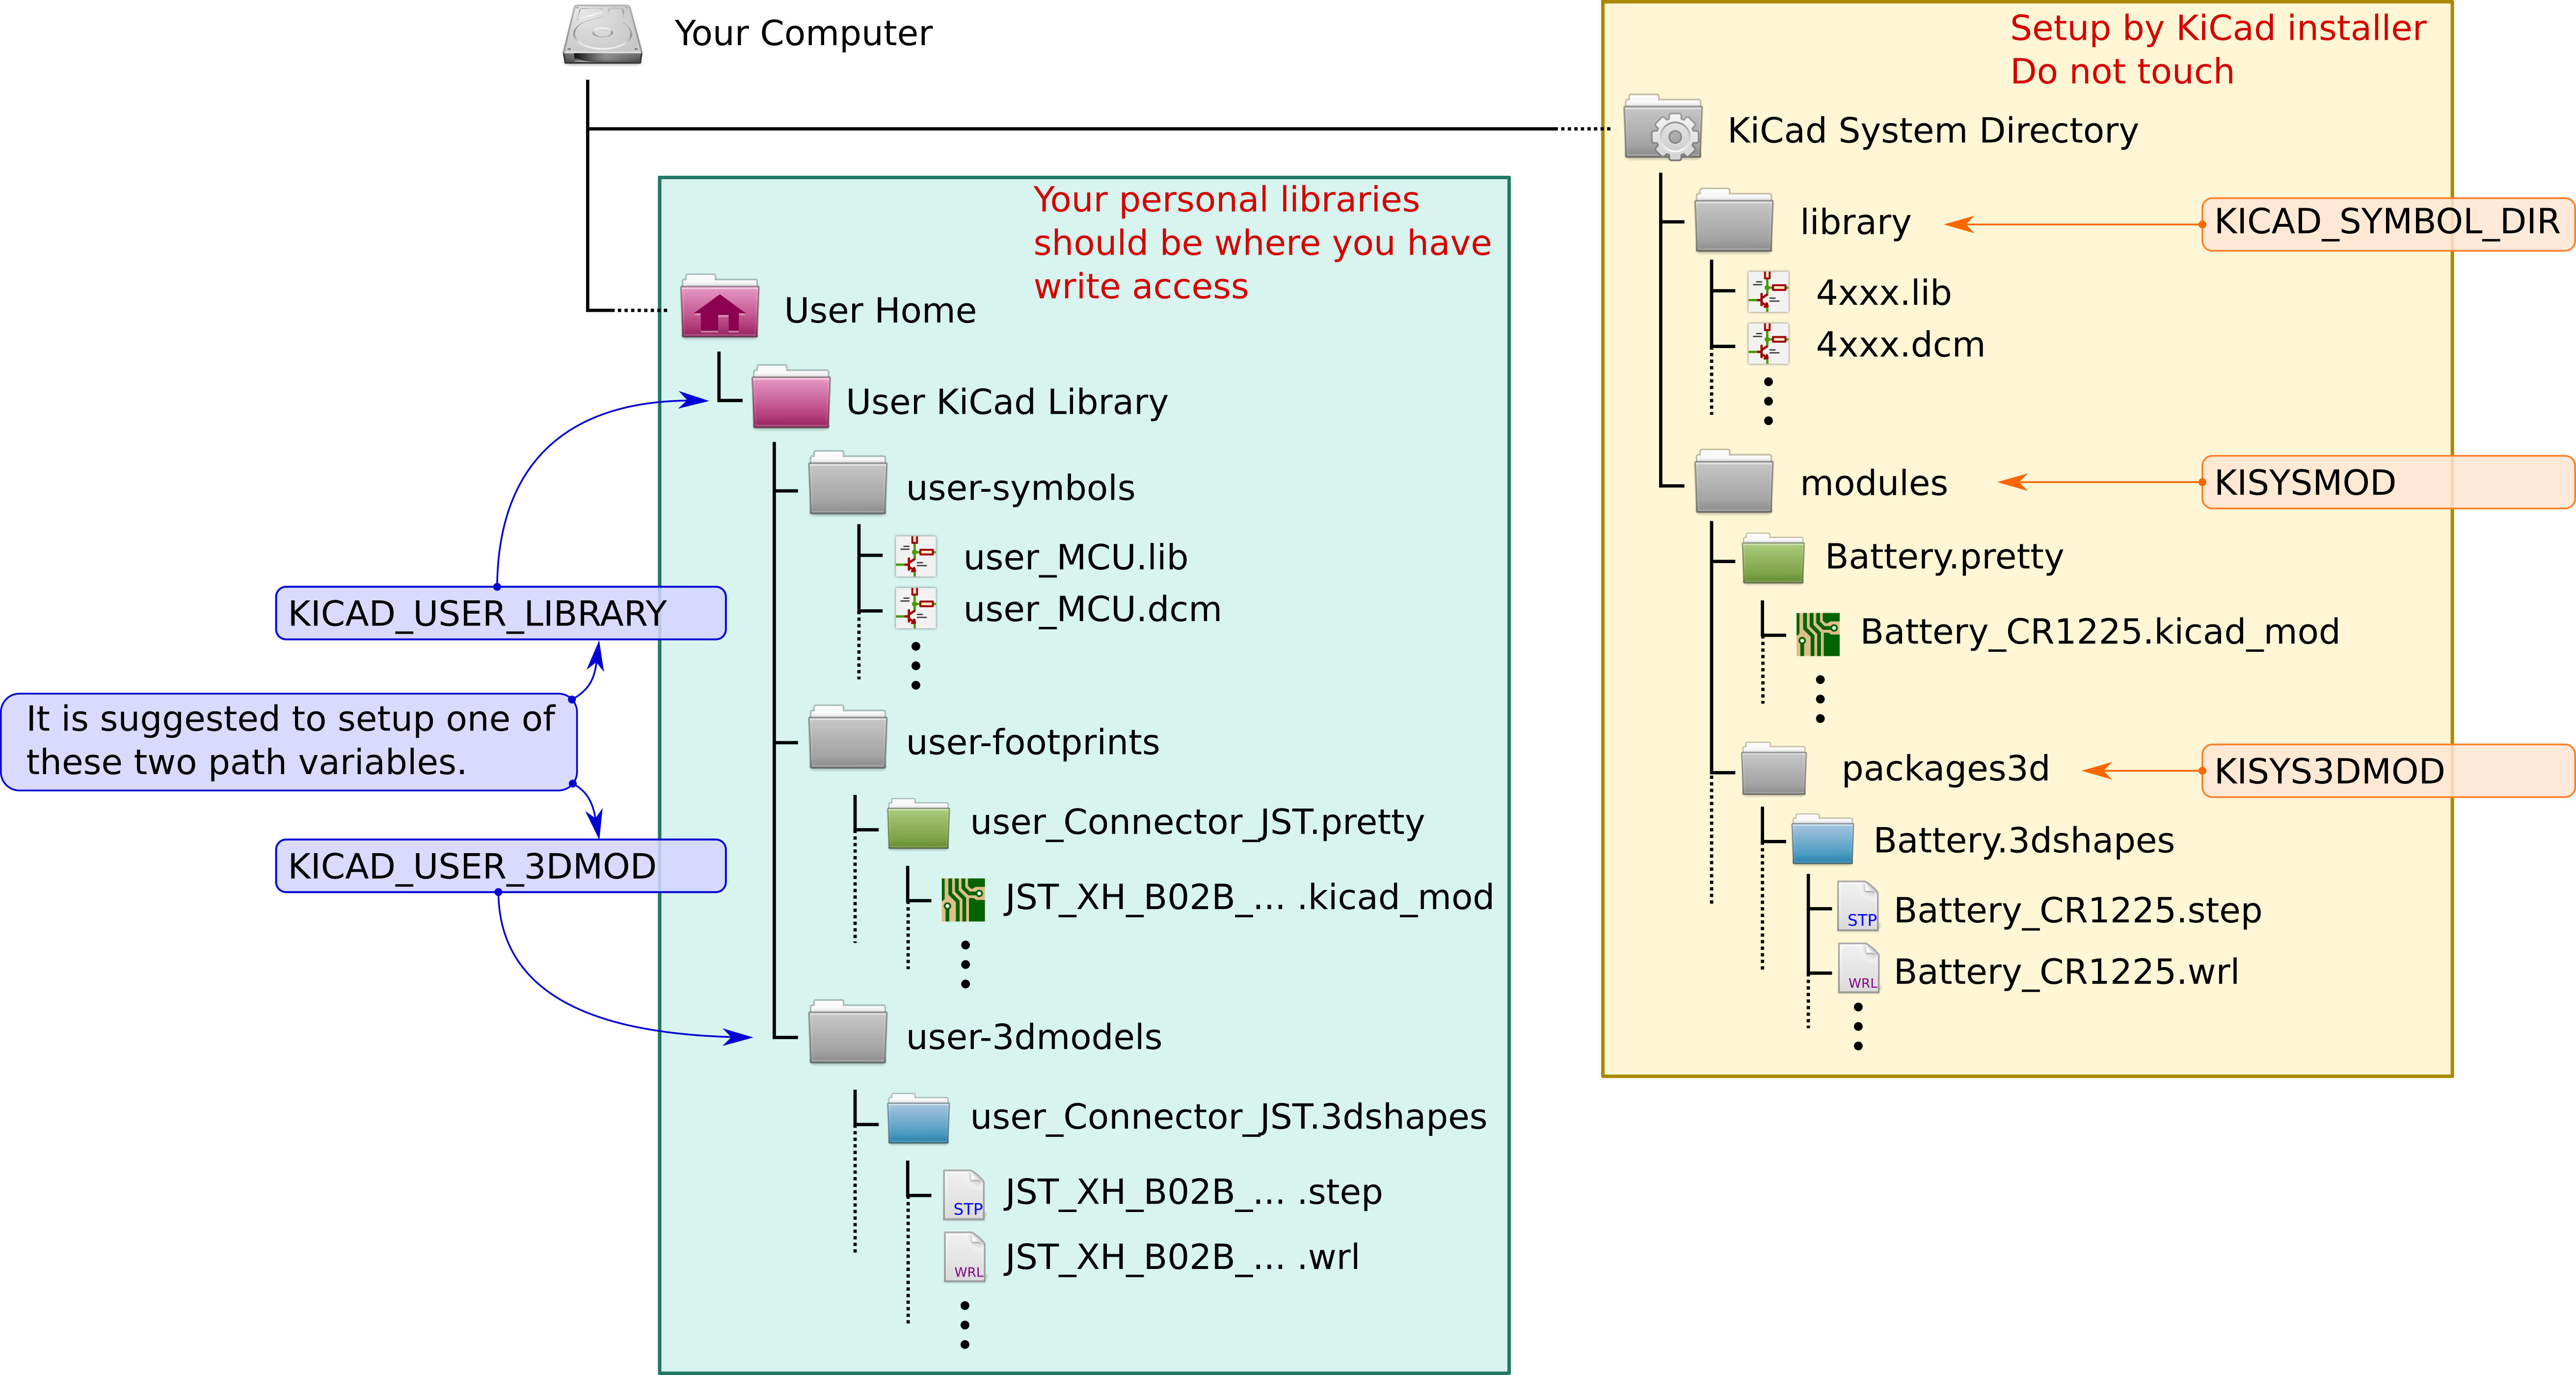 Your Computer
Setup by KiCad installer
Do not touch
KiCad System Directory
library
KICAD_SYMBOL_DIR
4xxx.lib
4xxx.dcm
modules
KISYSMOD
Battery.pretty
Battery_CR1225.kicad_mod
packages3d
KISYS3DMOD
Battery.3dshapes
STP
Battery_CR1225.step
WRL
Battery_CR1225.wrl
Your personal libraries
should be where you have
write access
User Home
User KiCad Library
user-symbols
user_MCU.lib
user_MCU.dcm
user-footprints
user_Connector_JST.pretty
JST_XH_B02B_... .kicad_mod
user-3dmodels
user_Connector_JST.3dshapes
STP
JST_XH_B02B_... .step
WRL
JST_XH_B02B_... .wrl
KICAD_USER_LIBRARY
It is suggested to setup one of
these two path variables.
KICAD_USER_3DMOD